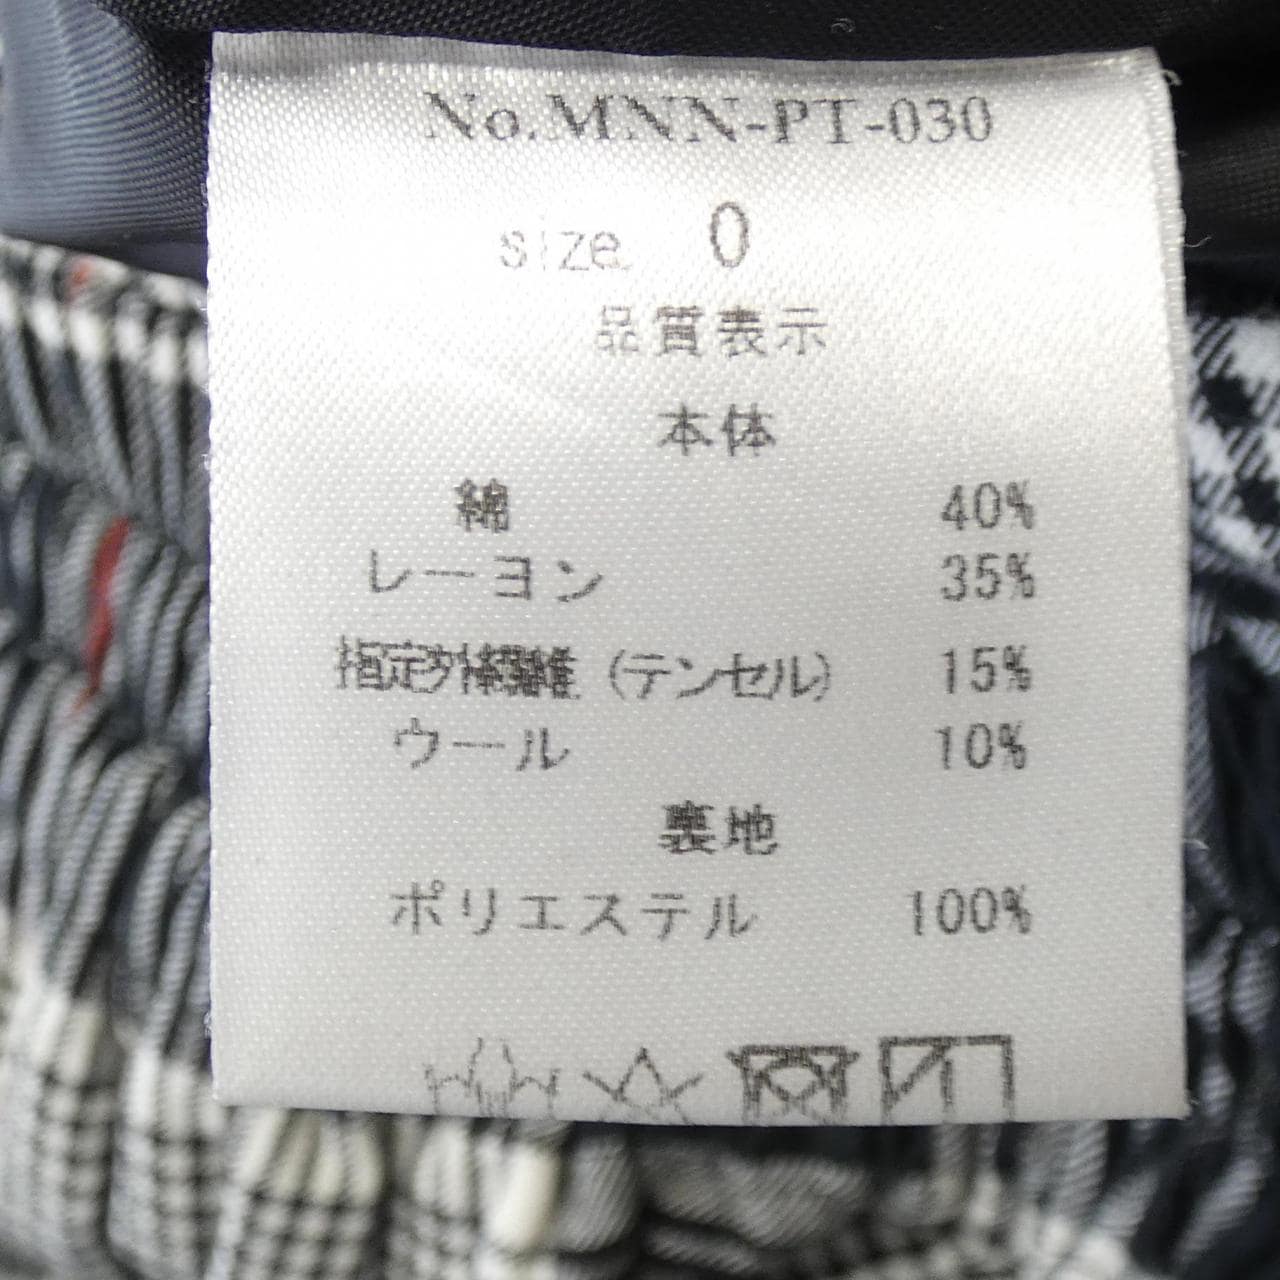 No.MNN-PT-030
size 0
品質表示
本体
綿 40%
レーヨン 35%
指定外繊維 (テンセル) 15%
ウール 10%
裏地
ポリエステル 100%